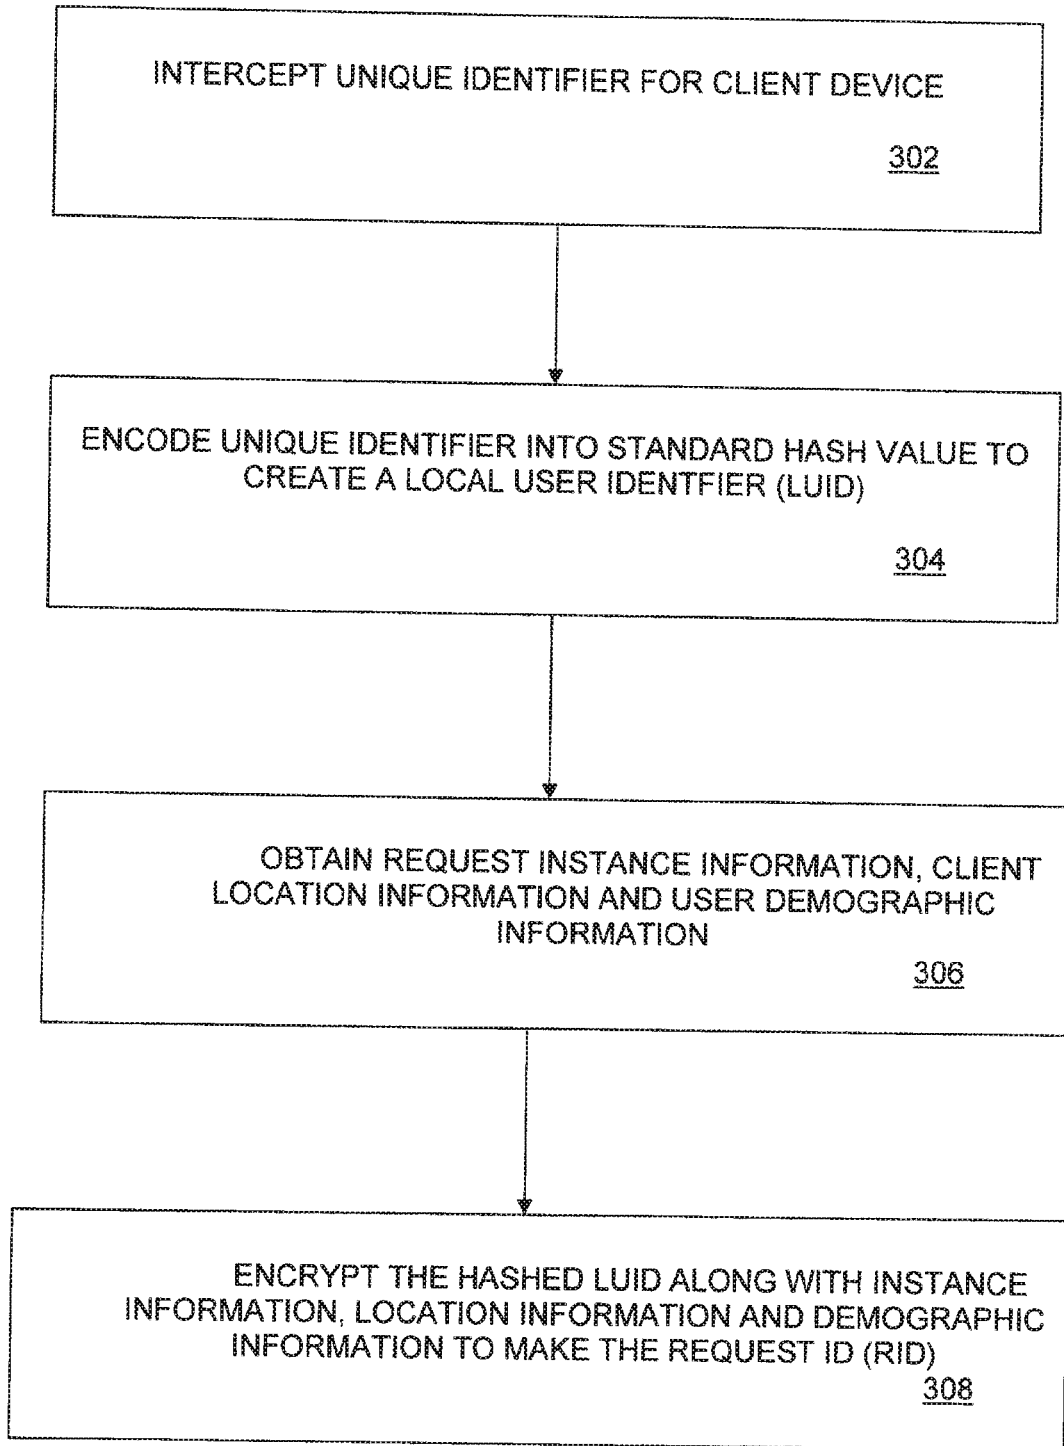 INTERCEPT UNIQUE IDENTIFIER FOR CLIENT DEVICE
302
ENCODE UNIQUE IDENTIFIER INTO STANDARD HASH VALUE TO
CREATE A LOCAL USER IDENTFIER (LUID)
304
OBTAIN REQUEST INSTANCE INFORMATION, CLIENT
LOCATION INFORMATION AND USER DEMOGRAPHIC
INFORMATION
306
ENCRYPT THE HASHED LUID ALONG WITH INSTANCE
INFORMATION, LOCATION INFORMATION AND DEMOGRAPHIC
INFORMATION TO MAKE THE REQUEST ID (RID)
308